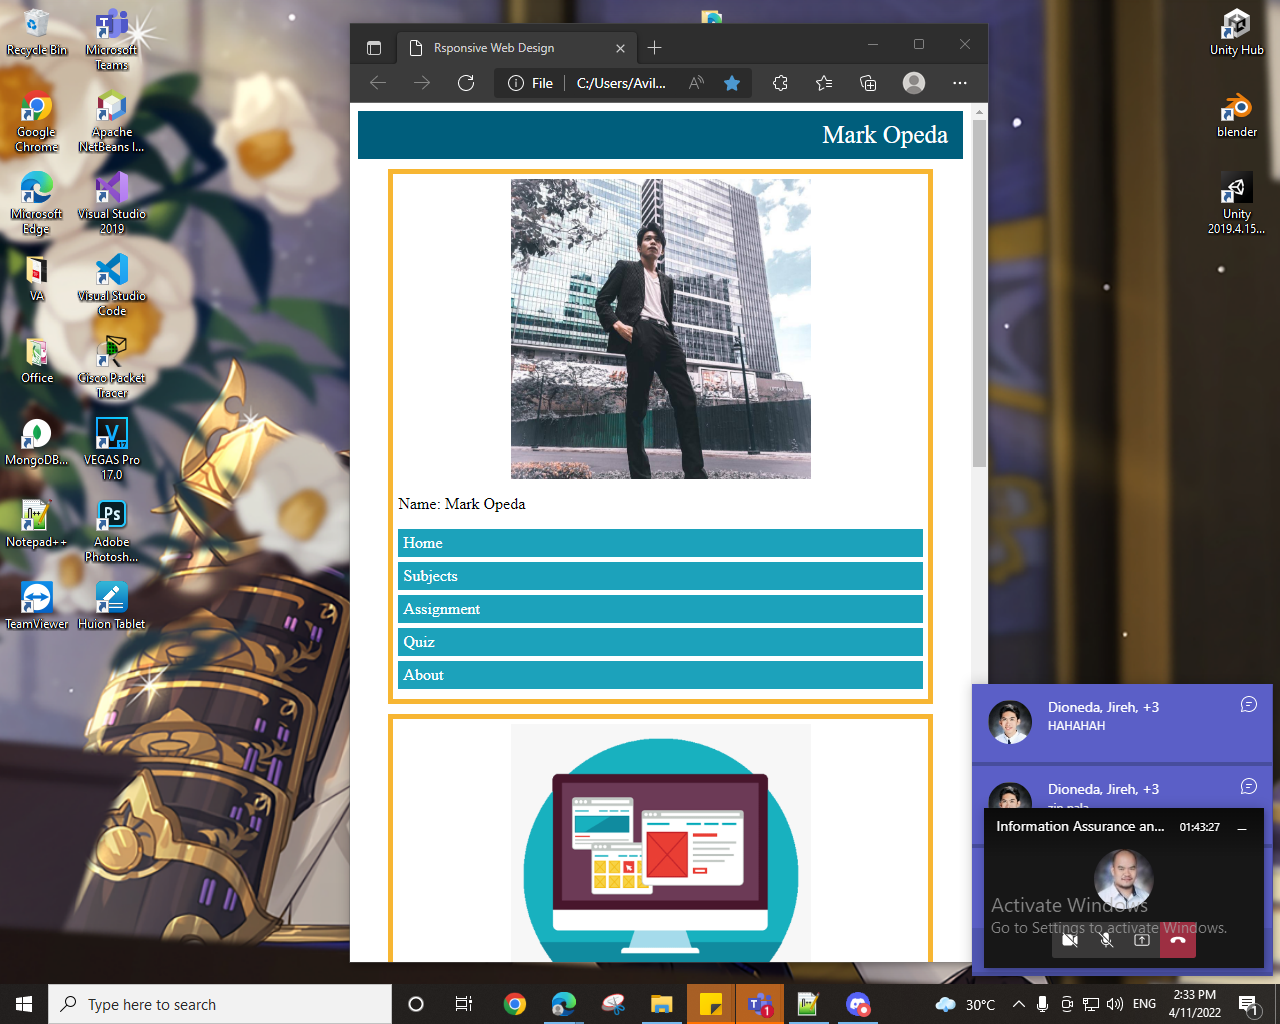 Recycle Bin
Microsoft Teams
Google Chrome
Apache NetBeans I...
Microsoft Edge
Visual Studio 2019
VA
Visual Studio Code
Office
Cisco Packet Tracer
MongoDB...
VEGAS Pro 17.0
Notepad++
Adobe Photosh...
TeamViewer
Huion Tablet
Unity Hub
blender
Unity 2019.4.15...
Rsponsive Web Design
File
C:/Users/Avil...
Mark Opeda
Name: Mark Opeda
Home
Subjects
Assignment
Quiz
About
Dioneda, Jireh, +3
HAHAHAH
Dioneda, Jireh, +3
Information Assurance an...
01:43:27
Activate Windows
Go to Settings to activate Windows.
Type here to search
30°C
ENG
2:33 PM
4/11/2022